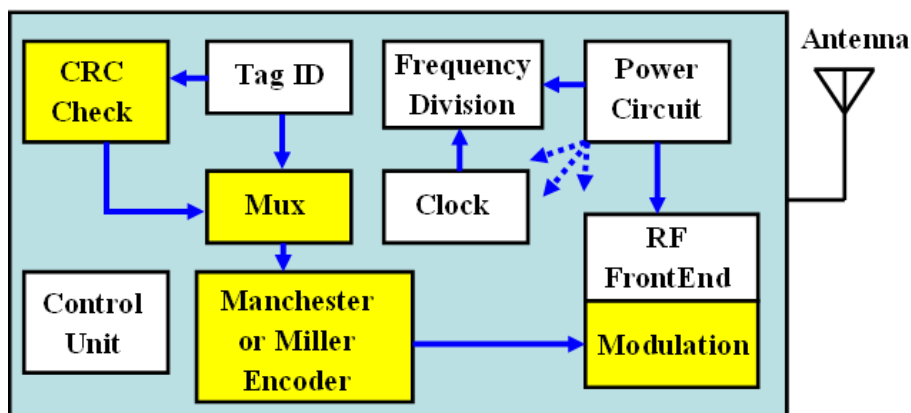 CRC
Check
Tag ID
Frequency
Division
Power
Circuit
Antenna
Mux
Clock
RF
FrontEnd
Control
Unit
Manchester
or Miller
Encoder
Modulation